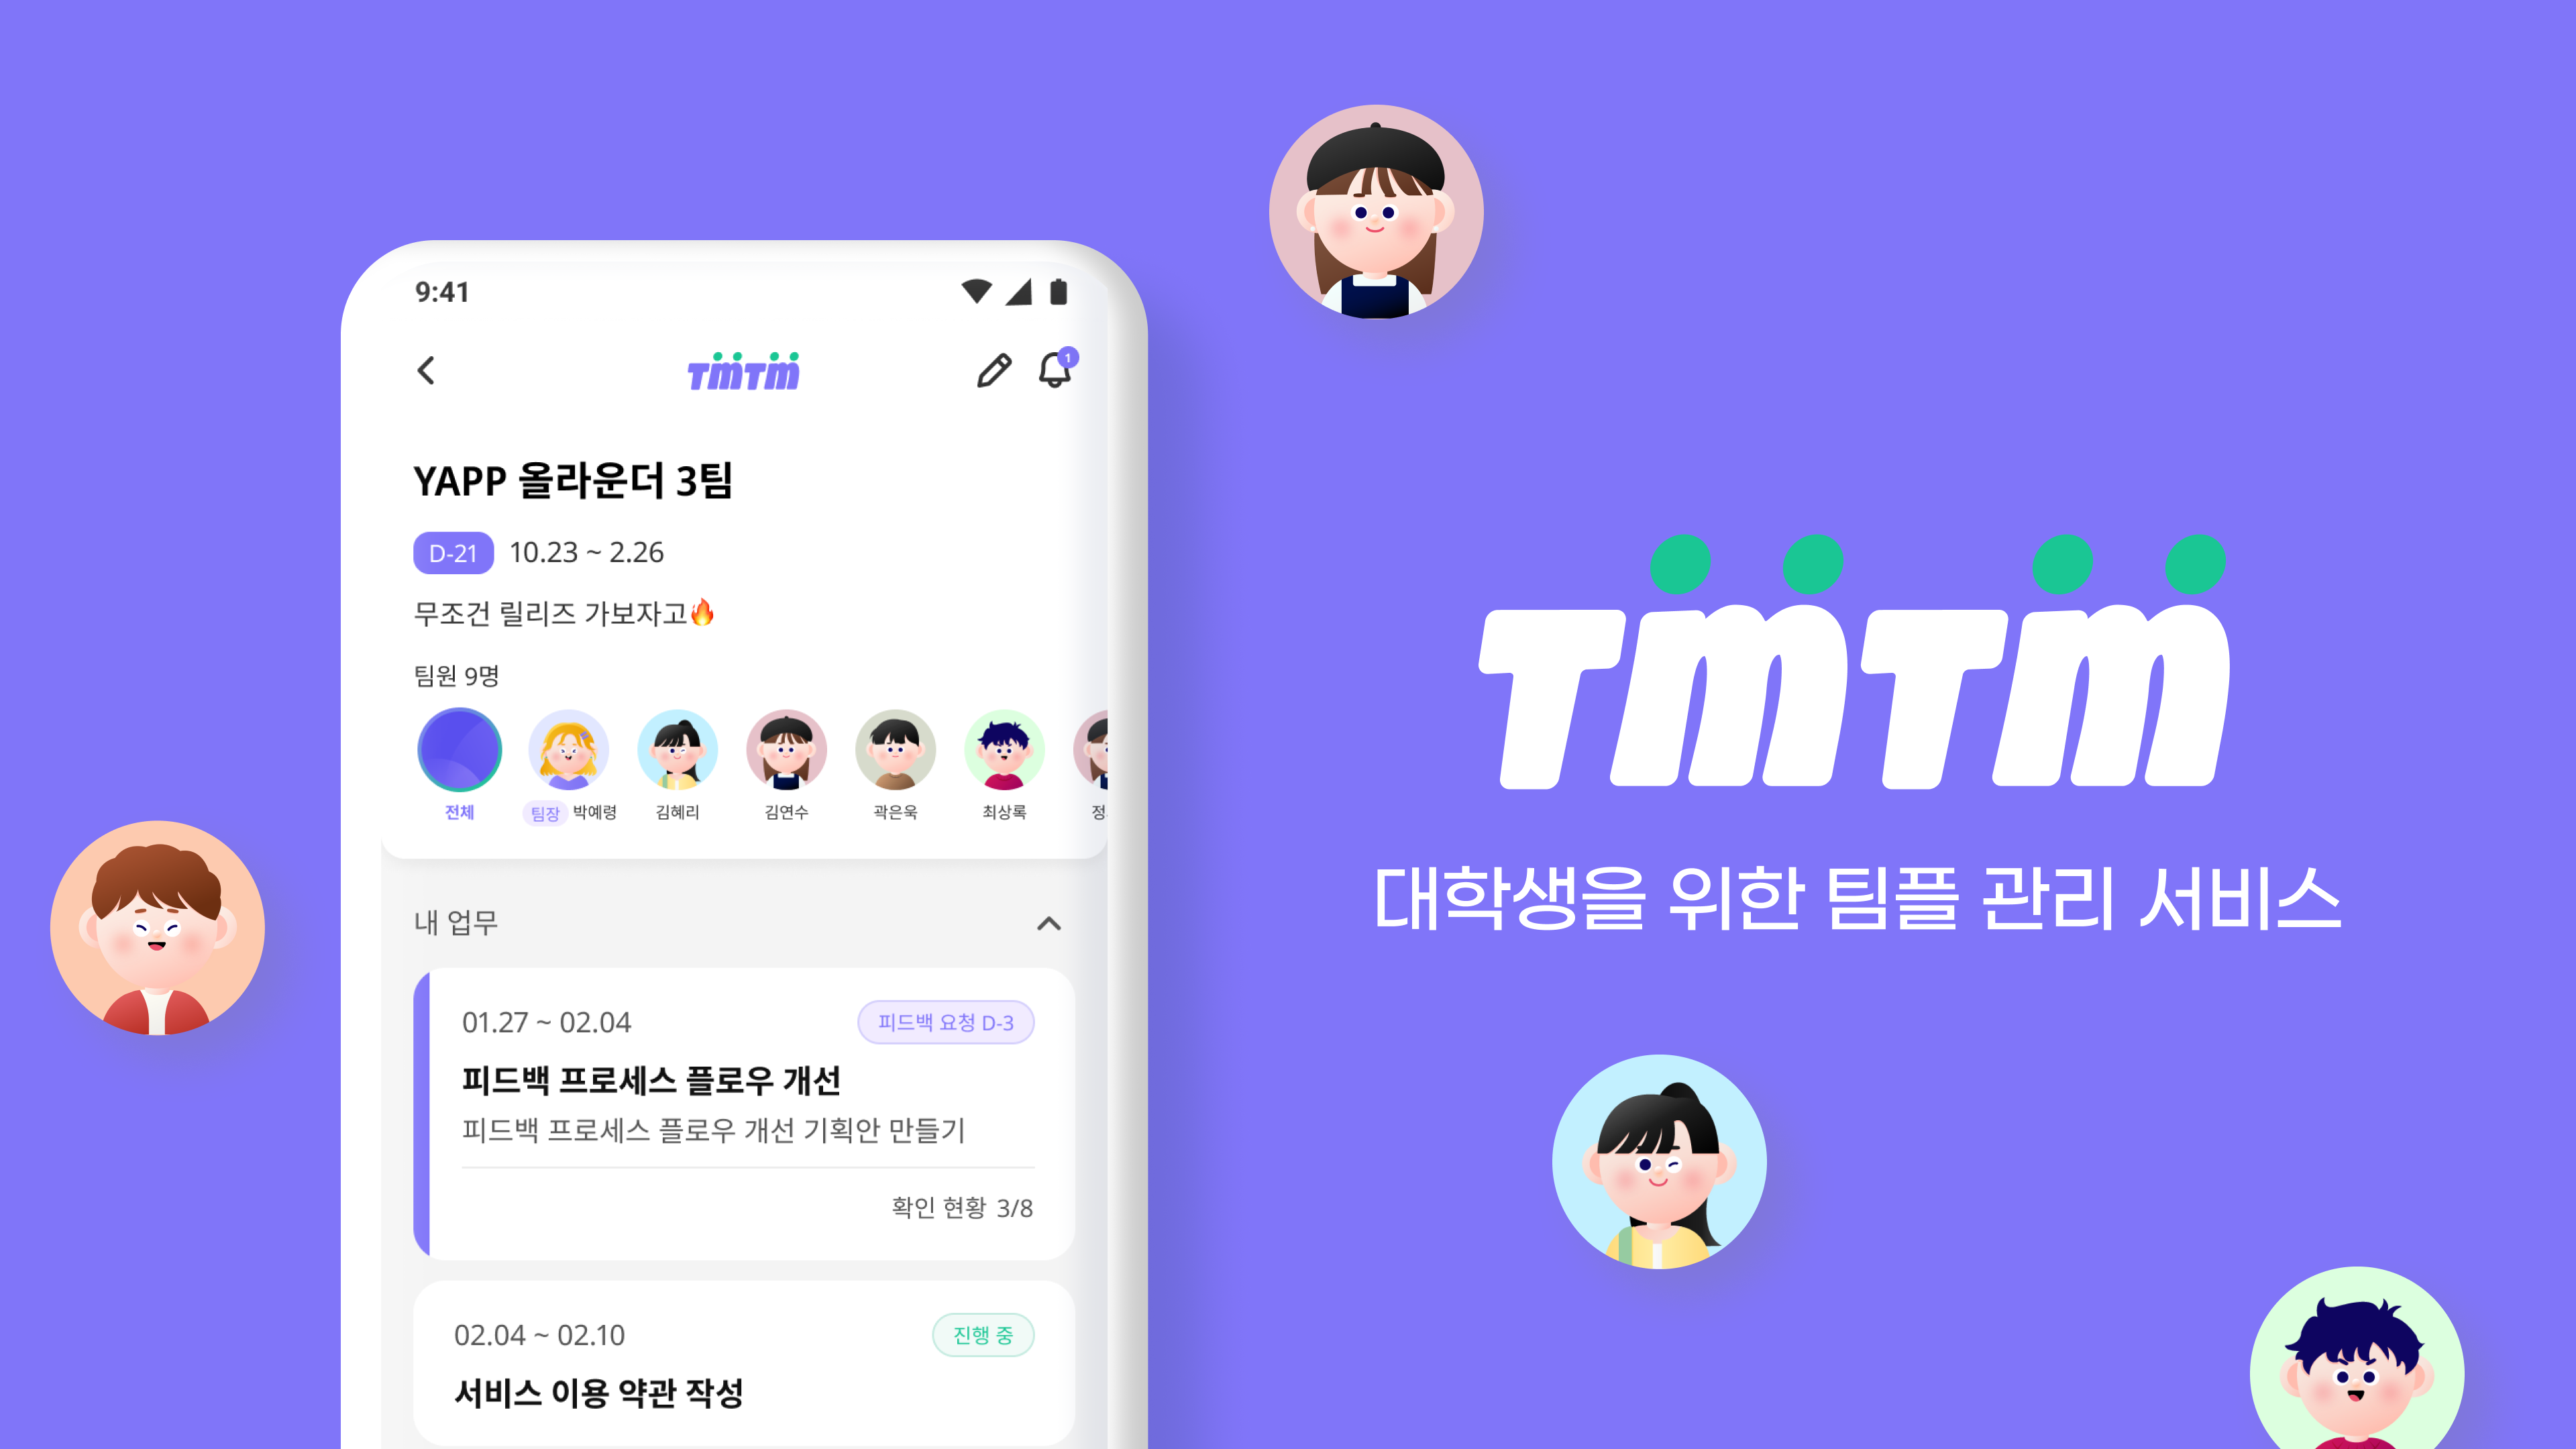 9:41
TMTM
1
YAPP 올라운더 3팀
D-21 10.23 ~ 2.26
무조건 릴리즈 가보자고🔥
팀원 9명
전체 팀장 박예령 김혜리 김연수 곽은욱 최상록
내 업무
01.27 ~ 02.04 피드백 요청 D-3
피드백 프로세스 플로우 개선
피드백 프로세스 플로우 개선 기획안 만들기
확인 현황 3/8
02.04 ~ 02.10 진행 중
서비스 이용 약관 작성
TMTM
대학생을 위한 팀플 관리 서비스